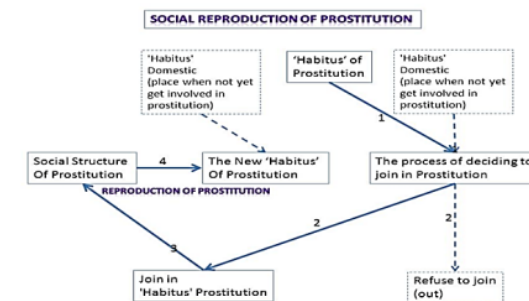 SOCIAL REPRODUCTION OF PROSTITUTION
'Habitus'
Domestic
(place when not yet
get involved in
prostitution)
'Habitus' of
Prostitution
'Habitus'
Domestic
(place when not yet
get involved in
prostitution)
1
Social Structure
Of Prostitution
4
The New 'Habitus'
Of Prostitution
The process of deciding to
join in Prostitution
REPRODUCTION OF PROSTITUTION
3
2
2
Join in
'Habitus' Prostitution
Refuse to join
(out)